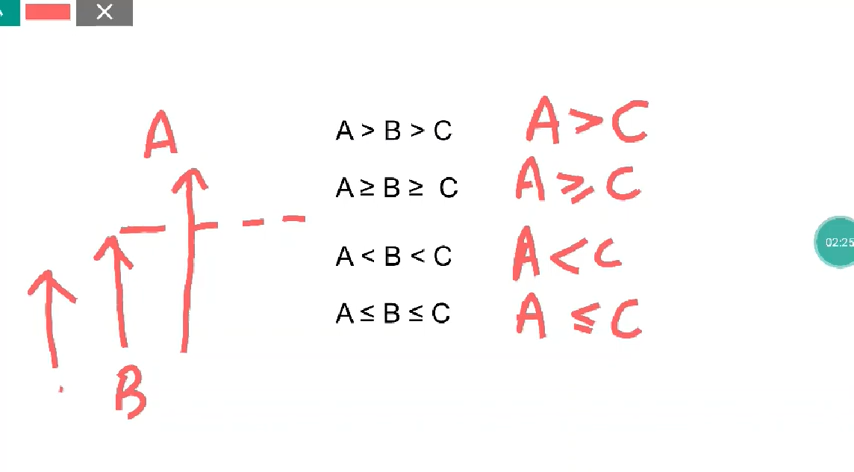 A
A > B > C A > C
A ≥ B ≥ C A ≥ C
A < B < C A < C
A ≤ B ≤ C A ≤ C
B
02:25